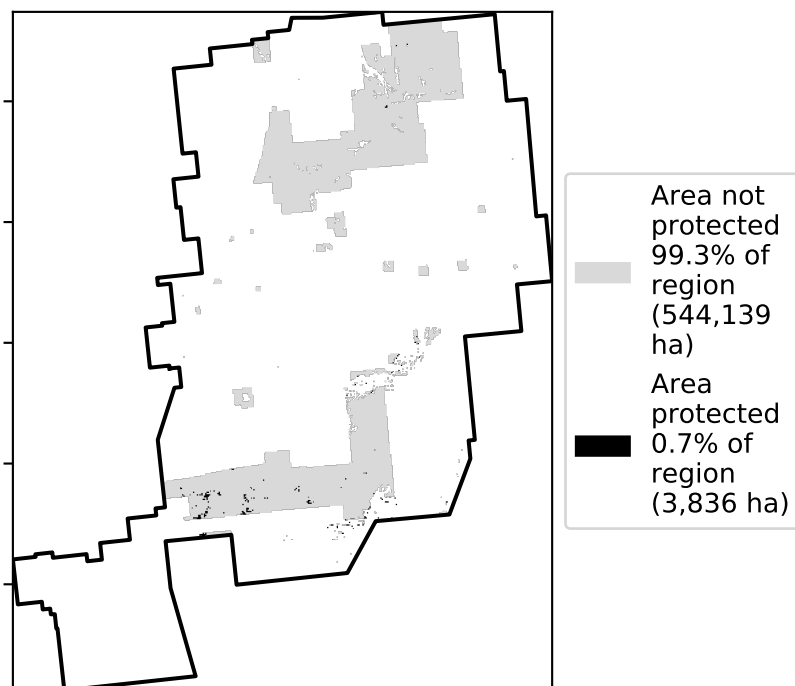 Area not
protected
99.3% of
region
(544,139
ha)
Area
protected
0.7% of
region
(3,836 ha)